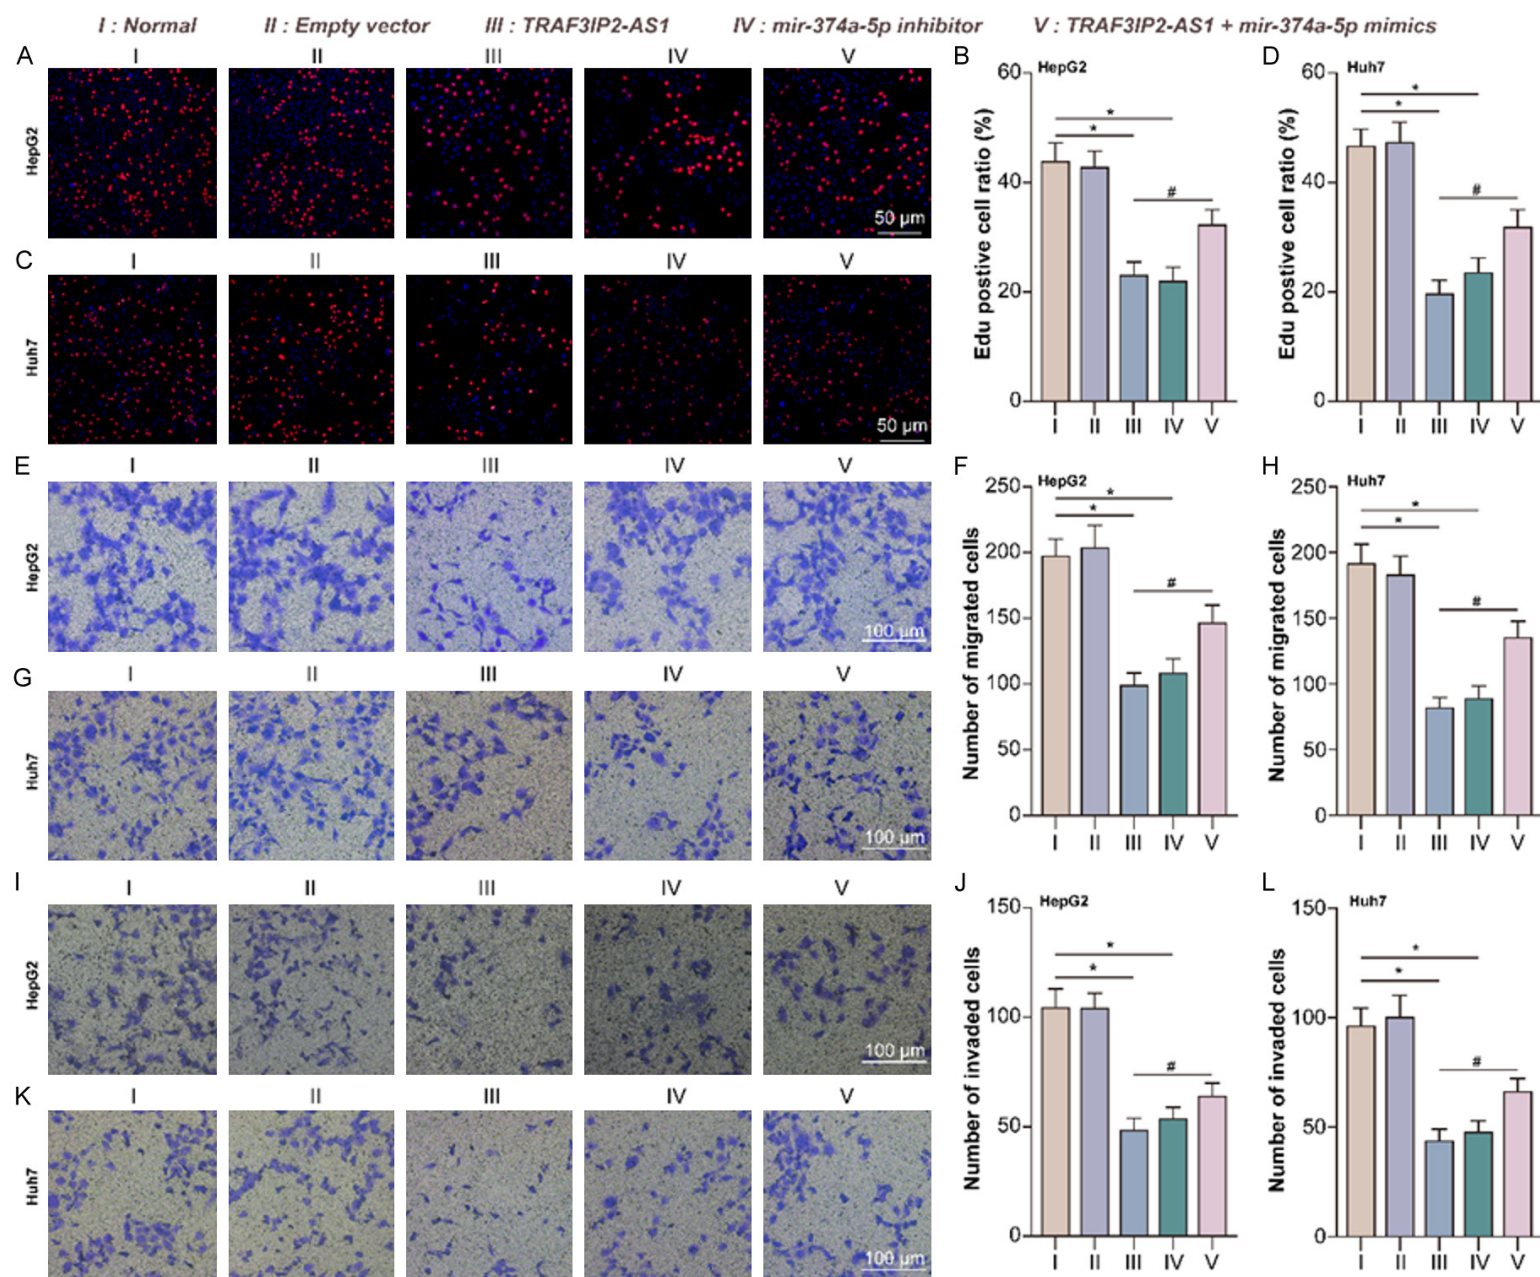 I : Normal II : Empty vector III : TRAF3IP2-AS1 IV : mir-374a-5p inhibitor V : TRAF3IP2-AS1 + mir-374a-5p mimics
A I II III IV V
HepG2
50 µm
B HepG2
Edu postive cell ratio (%)
60
40
20
0
* * #
I II III IV V
D Huh7
Edu postive cell ratio (%)
60
40
20
0
* * #
I II III IV V
C I II III IV V
Huh7
50 µm
E I II III IV V
HepG2
100 µm
F HepG2
Number of migrated cells
250
200
150
100
50
0
* * #
I II III IV V
H Huh7
Number of migrated cells
250
200
150
100
50
0
* * #
I II III IV V
G I II III IV V
Huh7
100 µm
I I II III IV V
HepG2
100 µm
J HepG2
Number of invaded cells
150
100
50
0
* * #
I II III IV V
L Huh7
Number of invaded cells
150
100
50
0
* * #
I II III IV V
K I II III IV V
Huh7
100 µm